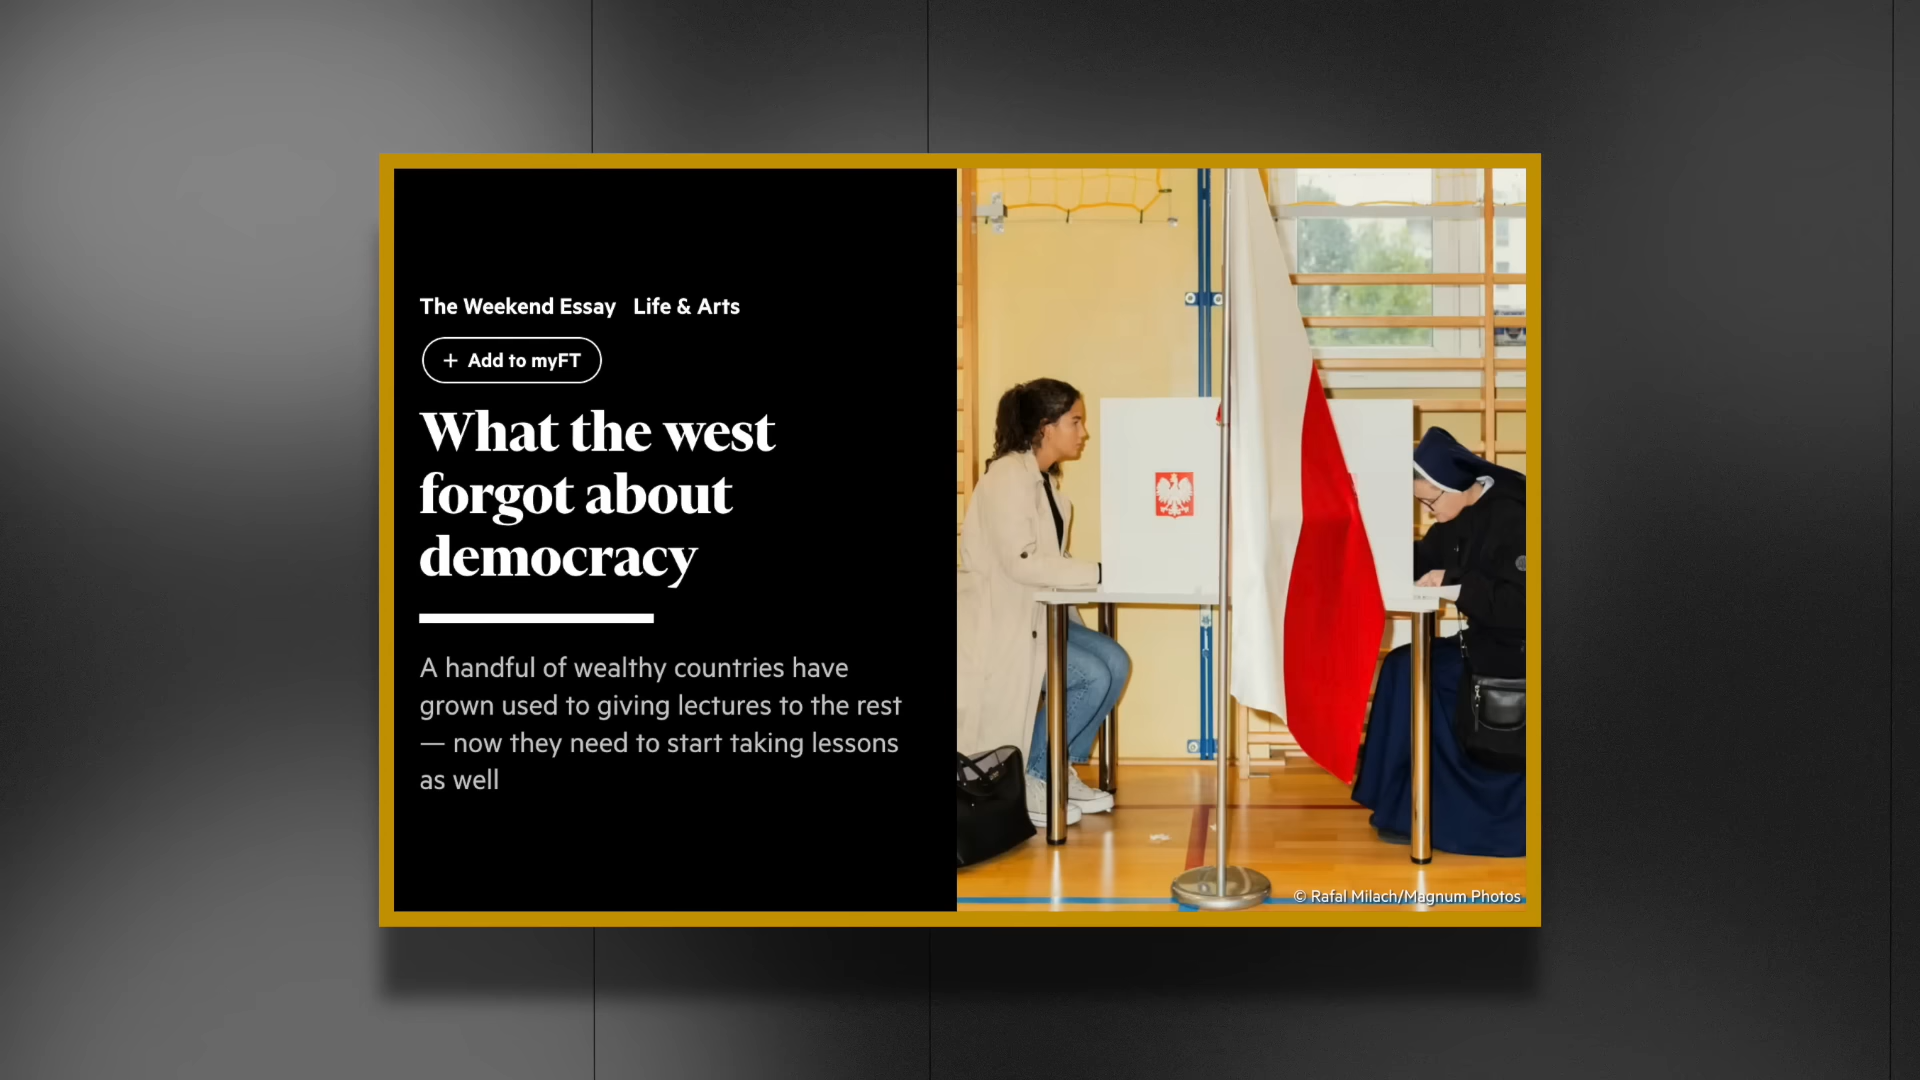 The Weekend Essay Life & Arts
+ Add to myFT
What the west
forgot about
democracy
A handful of wealthy countries have
grown used to giving lectures to the rest
— now they need to start taking lessons
as well
© Rafal Milach/Magnum Photos